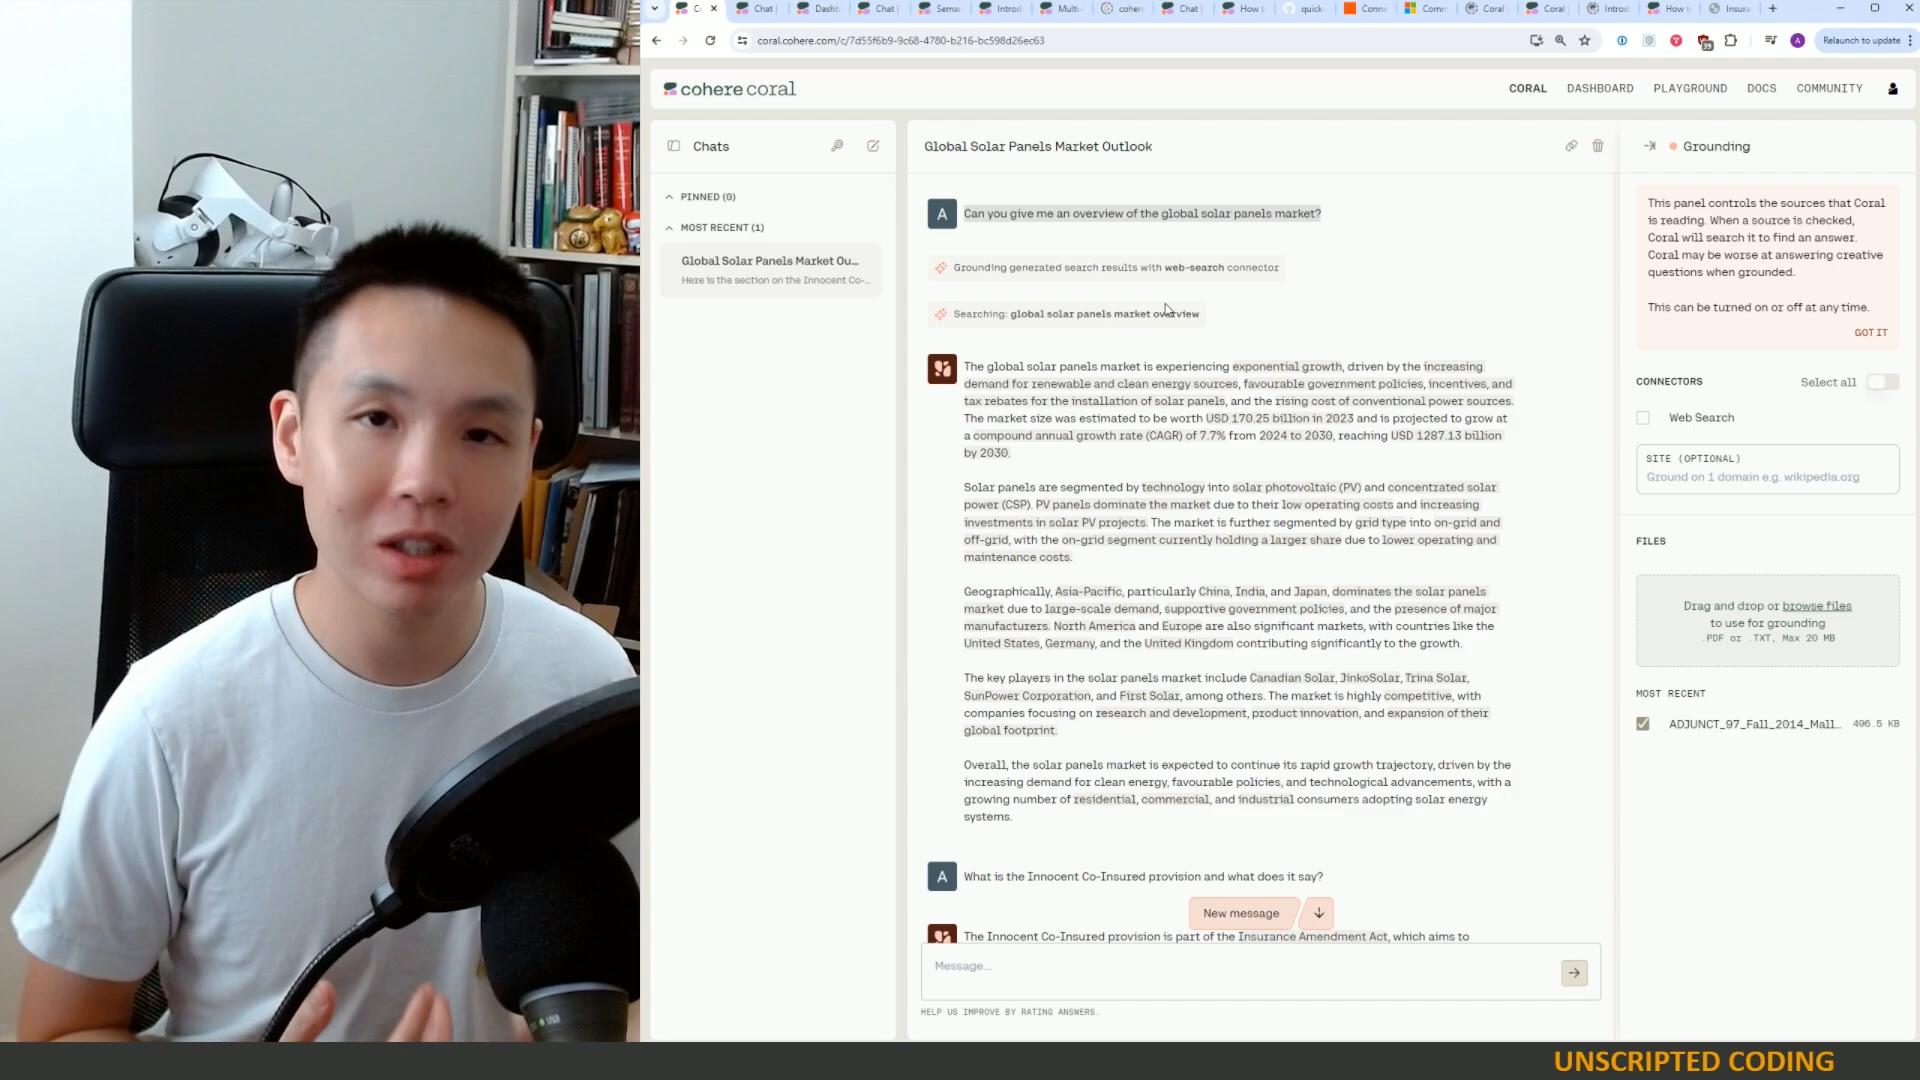 C
Chat |
Dashb
Chat |
Semar
Introd
Multi-
coher
Chat |
How t
quick-
Conne
Comm
Coral
Coral
Introd
How t
Insura
coral.cohere.com/c/7d55f6b9-9c68-4780-b216-bc598d26ec63
39
A
Relaunch to update
cohere coral
CORAL DASHBOARD PLAYGROUND DOCS COMMUNITY
Chats
PINNED (0)
MOST RECENT (1)
Global Solar Panels Market Ou...
Here is the section on the Innocent Co-...
Global Solar Panels Market Outlook
A
Can you give me an overview of the global solar panels market?
Grounding generated search results with web-search connector
Searching: global solar panels market overview
The global solar panels market is experiencing exponential growth, driven by the increasing
demand for renewable and clean energy sources, favourable government policies, incentives, and
tax rebates for the installation of solar panels, and the rising cost of conventional power sources.
The market size was estimated to be worth USD 170.25 billion in 2023 and is projected to grow at
a compound annual growth rate (CAGR) of 7.7% from 2024 to 2030, reaching USD 1287.13 billion
by 2030.
Solar panels are segmented by technology into solar photovoltaic (PV) and concentrated solar
power (CSP). PV panels dominate the market due to their low operating costs and increasing
investments in solar PV projects. The market is further segmented by grid type into on-grid and
off-grid, with the on-grid segment currently holding a larger share due to lower operating and
maintenance costs.
Geographically, Asia-Pacific, particularly China, India, and Japan, dominates the solar panels
market due to large-scale demand, supportive government policies, and the presence of major
manufacturers. North America and Europe are also significant markets, with countries like the
United States, Germany, and the United Kingdom contributing significantly to the growth.
The key players in the solar panels market include Canadian Solar, JinkoSolar, Trina Solar,
SunPower Corporation, and First Solar, among others. The market is highly competitive, with
companies focusing on research and development, product innovation, and expansion of their
global footprint.
Overall, the solar panels market is expected to continue its rapid growth trajectory, driven by the
increasing demand for clean energy, favourable policies, and technological advancements, with a
growing number of residential, commercial, and industrial consumers adopting solar energy
systems.
A
What is the Innocent Co-Insured provision and what does it say?
New message
The Innocent Co-Insured provision is part of the Insurance Amendment Act, which aims to
Message...
HELP US IMPROVE BY RATING ANSWERS.
Grounding
This panel controls the sources that Coral
is reading. When a source is checked,
Coral will search it to find an answer.
Coral may be worse at answering creative
questions when grounded.
This can be turned on or off at any time.
GOT IT
CONNECTORS
Select all
Web Search
SITE (OPTIONAL)
Ground on 1 domain e.g. wikipedia.org
FILES
Drag and drop or browse files
to use for grounding
.PDF or .TXT, Max 20 MB
MOST RECENT
ADJUNCT_97_Fall_2014_Mall... 496.5 KB
UNSCRIPTED CODING